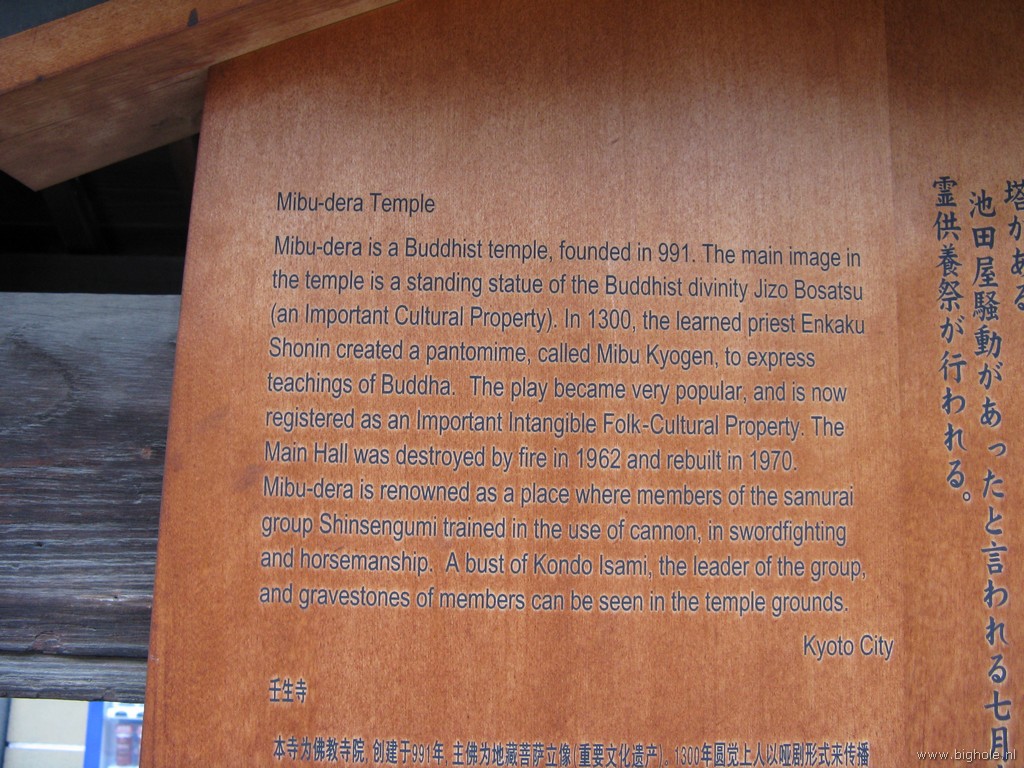 Mibu-dera Temple
Mibu-dera is a Buddhist temple, founded in 991. The main image in
the temple is a standing statue of the Buddhist divinity Jizo Bosatsu
(an Important Cultural Property). In 1300, the learned priest Enkaku
Shonin created a pantomime, called Mibu Kyogen, to express
teachings of Buddha. The play became very popular, and is now
registered as an Important Intangible Folk-Cultural Property. The
Main Hall was destroyed by fire in 1962 and rebuilt in 1970.
Mibu-dera is renowned as a place where members of the samurai
group Shinsengumi trained in the use of cannon, in swordfighting
and horsemanship. A bust of Kondo Isami, the leader of the group,
and gravestones of members can be seen in the temple grounds.
Kyoto City
壬生寺
本寺为佛教寺院, 创建于991年, 主佛为地藏菩萨立像(重要文化遗产)。1300年圆觉上人以哑剧形式来传播
塔がある
池田屋騒動があったと言われる七月
霊供養祭が行われる。
www.bighole.nl